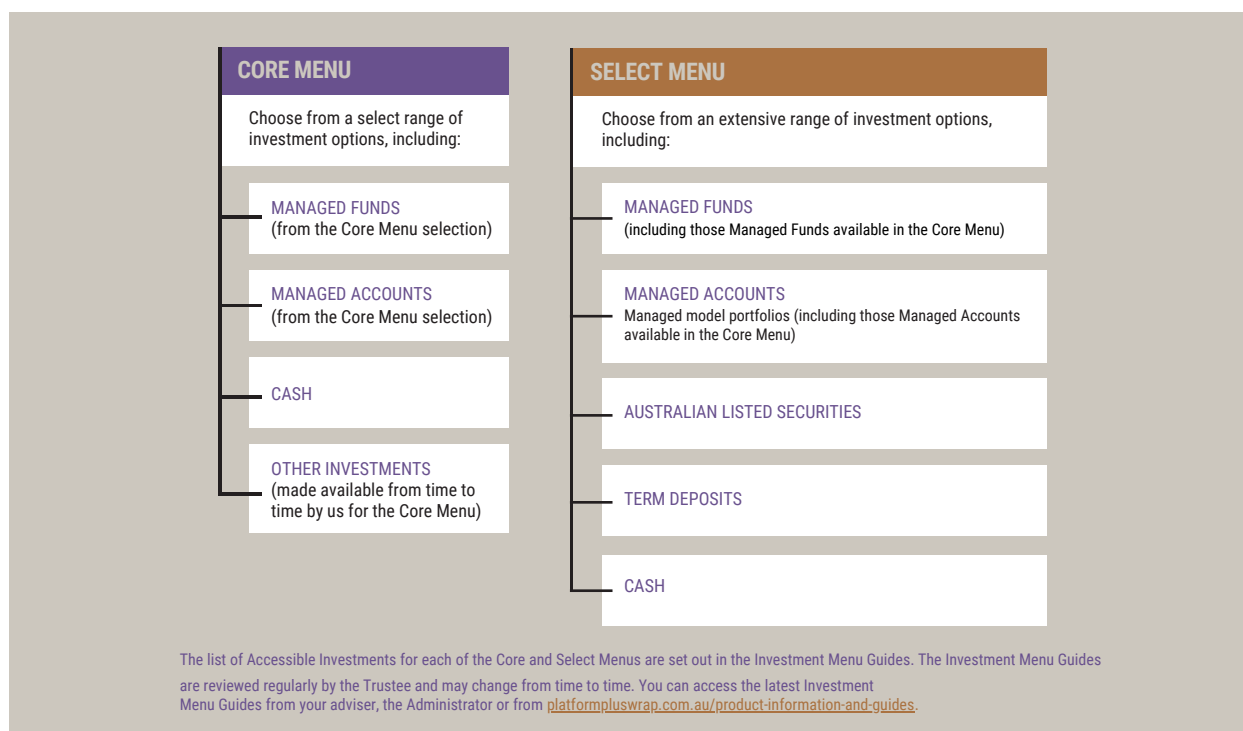 CORE MENU
Choose from a select range of
investment options, including:
MANAGED FUNDS
(from the Core Menu selection)
MANAGED ACCOUNTS
(from the Core Menu selection)
CASH
OTHER INVESTMENTS
(made available from time to
time by us for the Core Menu)
SELECT MENU
Choose from an extensive range of investment options,
including:
MANAGED FUNDS
(including those Managed Funds available in the Core Menu)
MANAGED ACCOUNTS
Managed model portfolios (including those Managed Accounts
available in the Core Menu)
AUSTRALIAN LISTED SECURITIES
TERM DEPOSITS
CASH
The list of Accessible Investments for each of the Core and Select Menus are set out in the Investment Menu Guides. The Investment Menu Guides
are reviewed regularly by the Trustee and may change from time to time. You can access the latest Investment
Menu Guides from your adviser, the Administrator or from platformpluswrap.com.au/product-information-and-guides.